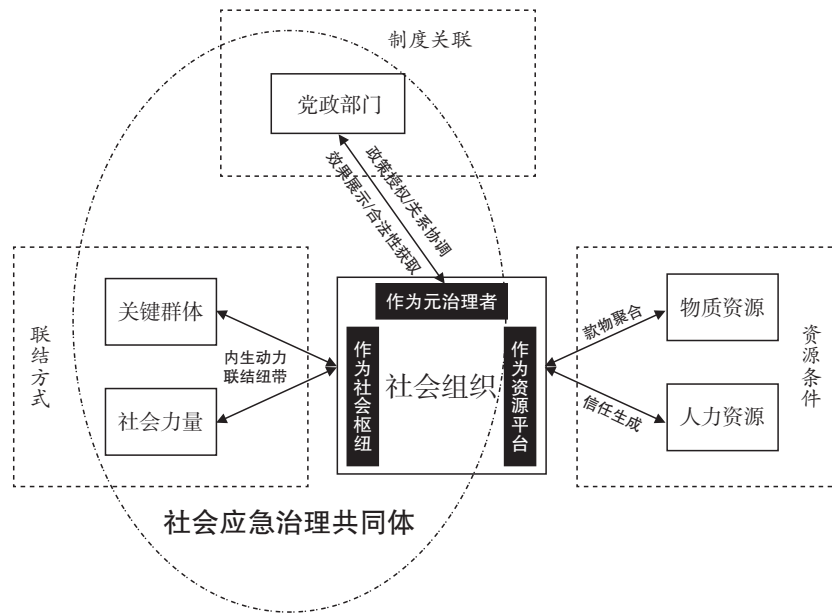 制度关联
党政部门
政策授权/关系协调
效果展示/合法性获取
联结方式
关键群体
社会力量
内生动力
联结纽带
作为元治理者
作为社会枢纽
社会组织
作为资源平台
款物聚合
信任生成
物质资源
人力资源
资源条件
社会应急治理共同体